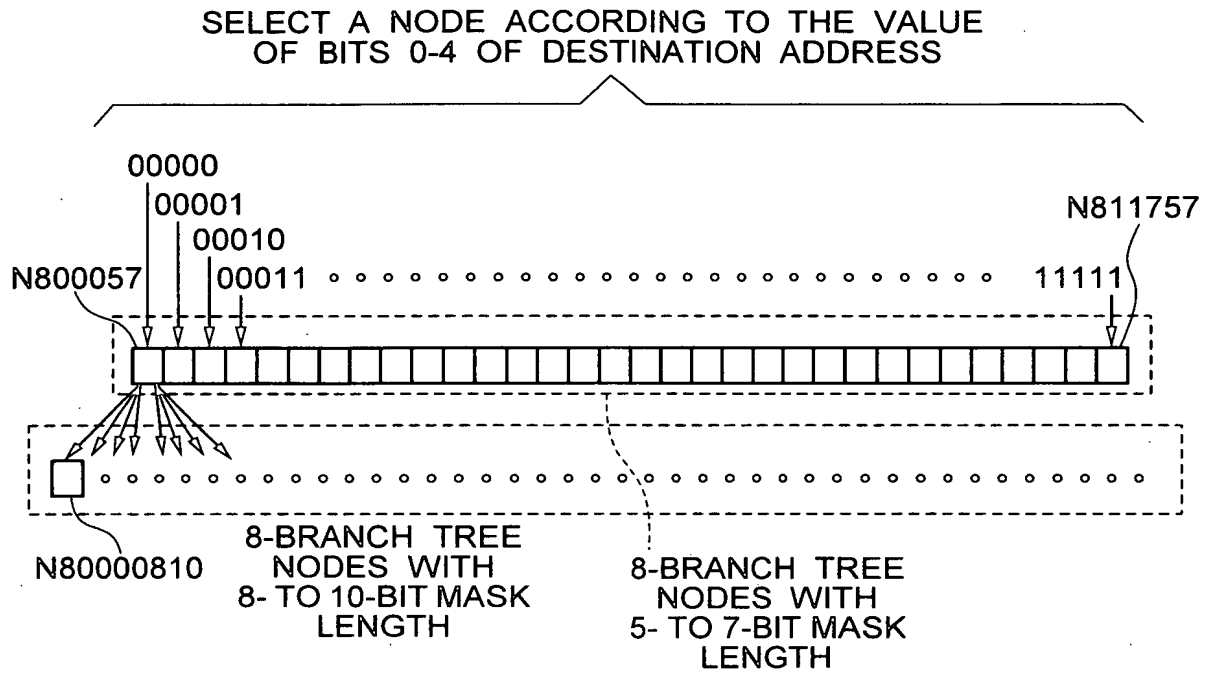 SELECT A NODE ACCORDING TO THE VALUE
OF BITS 0-4 OF DESTINATION ADDRESS
00000
00001
N811757
00010
N800057
00011
11111
N80000810
8-BRANCH TREE
NODES WITH
8- TO 10-BIT MASK
LENGTH
8-BRANCH TREE
NODES WITH
5- TO 7-BIT MASK
LENGTH